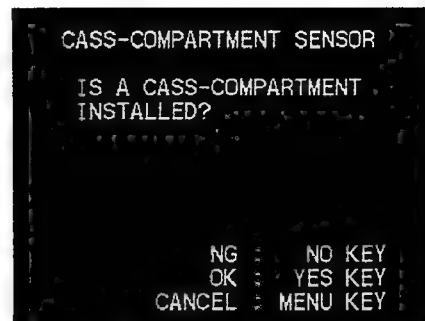 CASS-COMPARTMENT SENSOR
IS A CASS-COMPARTMENT
INSTALLED?
NG : NO KEY
OK : YES KEY
CANCEL : MENU KEY